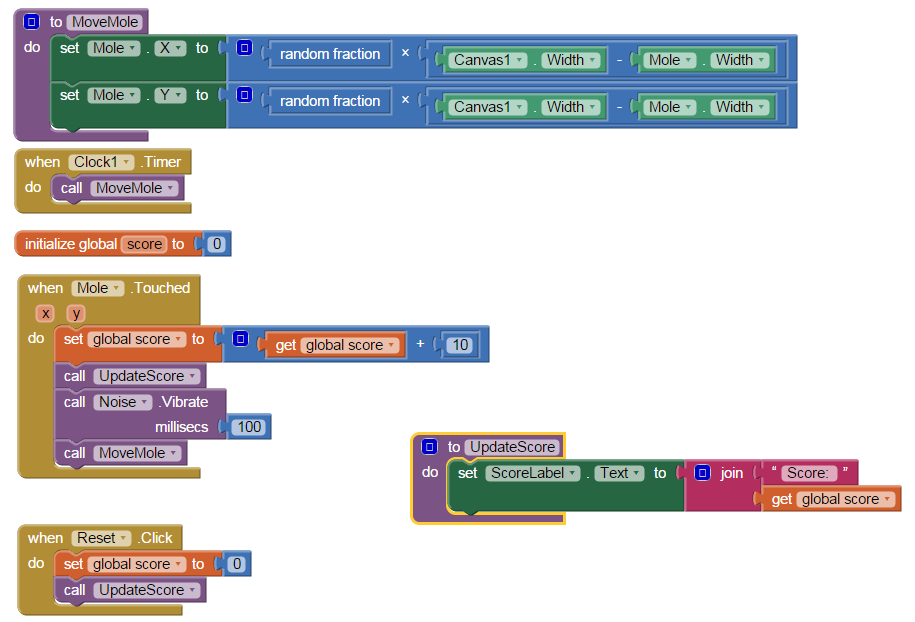 to MoveMole
do set Mole . X to random fraction × Canvas1 . Width - Mole . Width
set Mole . Y to random fraction × Canvas1 . Width - Mole . Width
when Clock1 .Timer
do call MoveMole
initialize global score to 0
when Mole .Touched
x y
do set global score to get global score + 10
call UpdateScore
call Noise .Vibrate
millisecs 100
call MoveMole
to UpdateScore
do set ScoreLabel . Text to join “ Score: ”
get global score
when Reset .Click
do set global score to 0
call UpdateScore